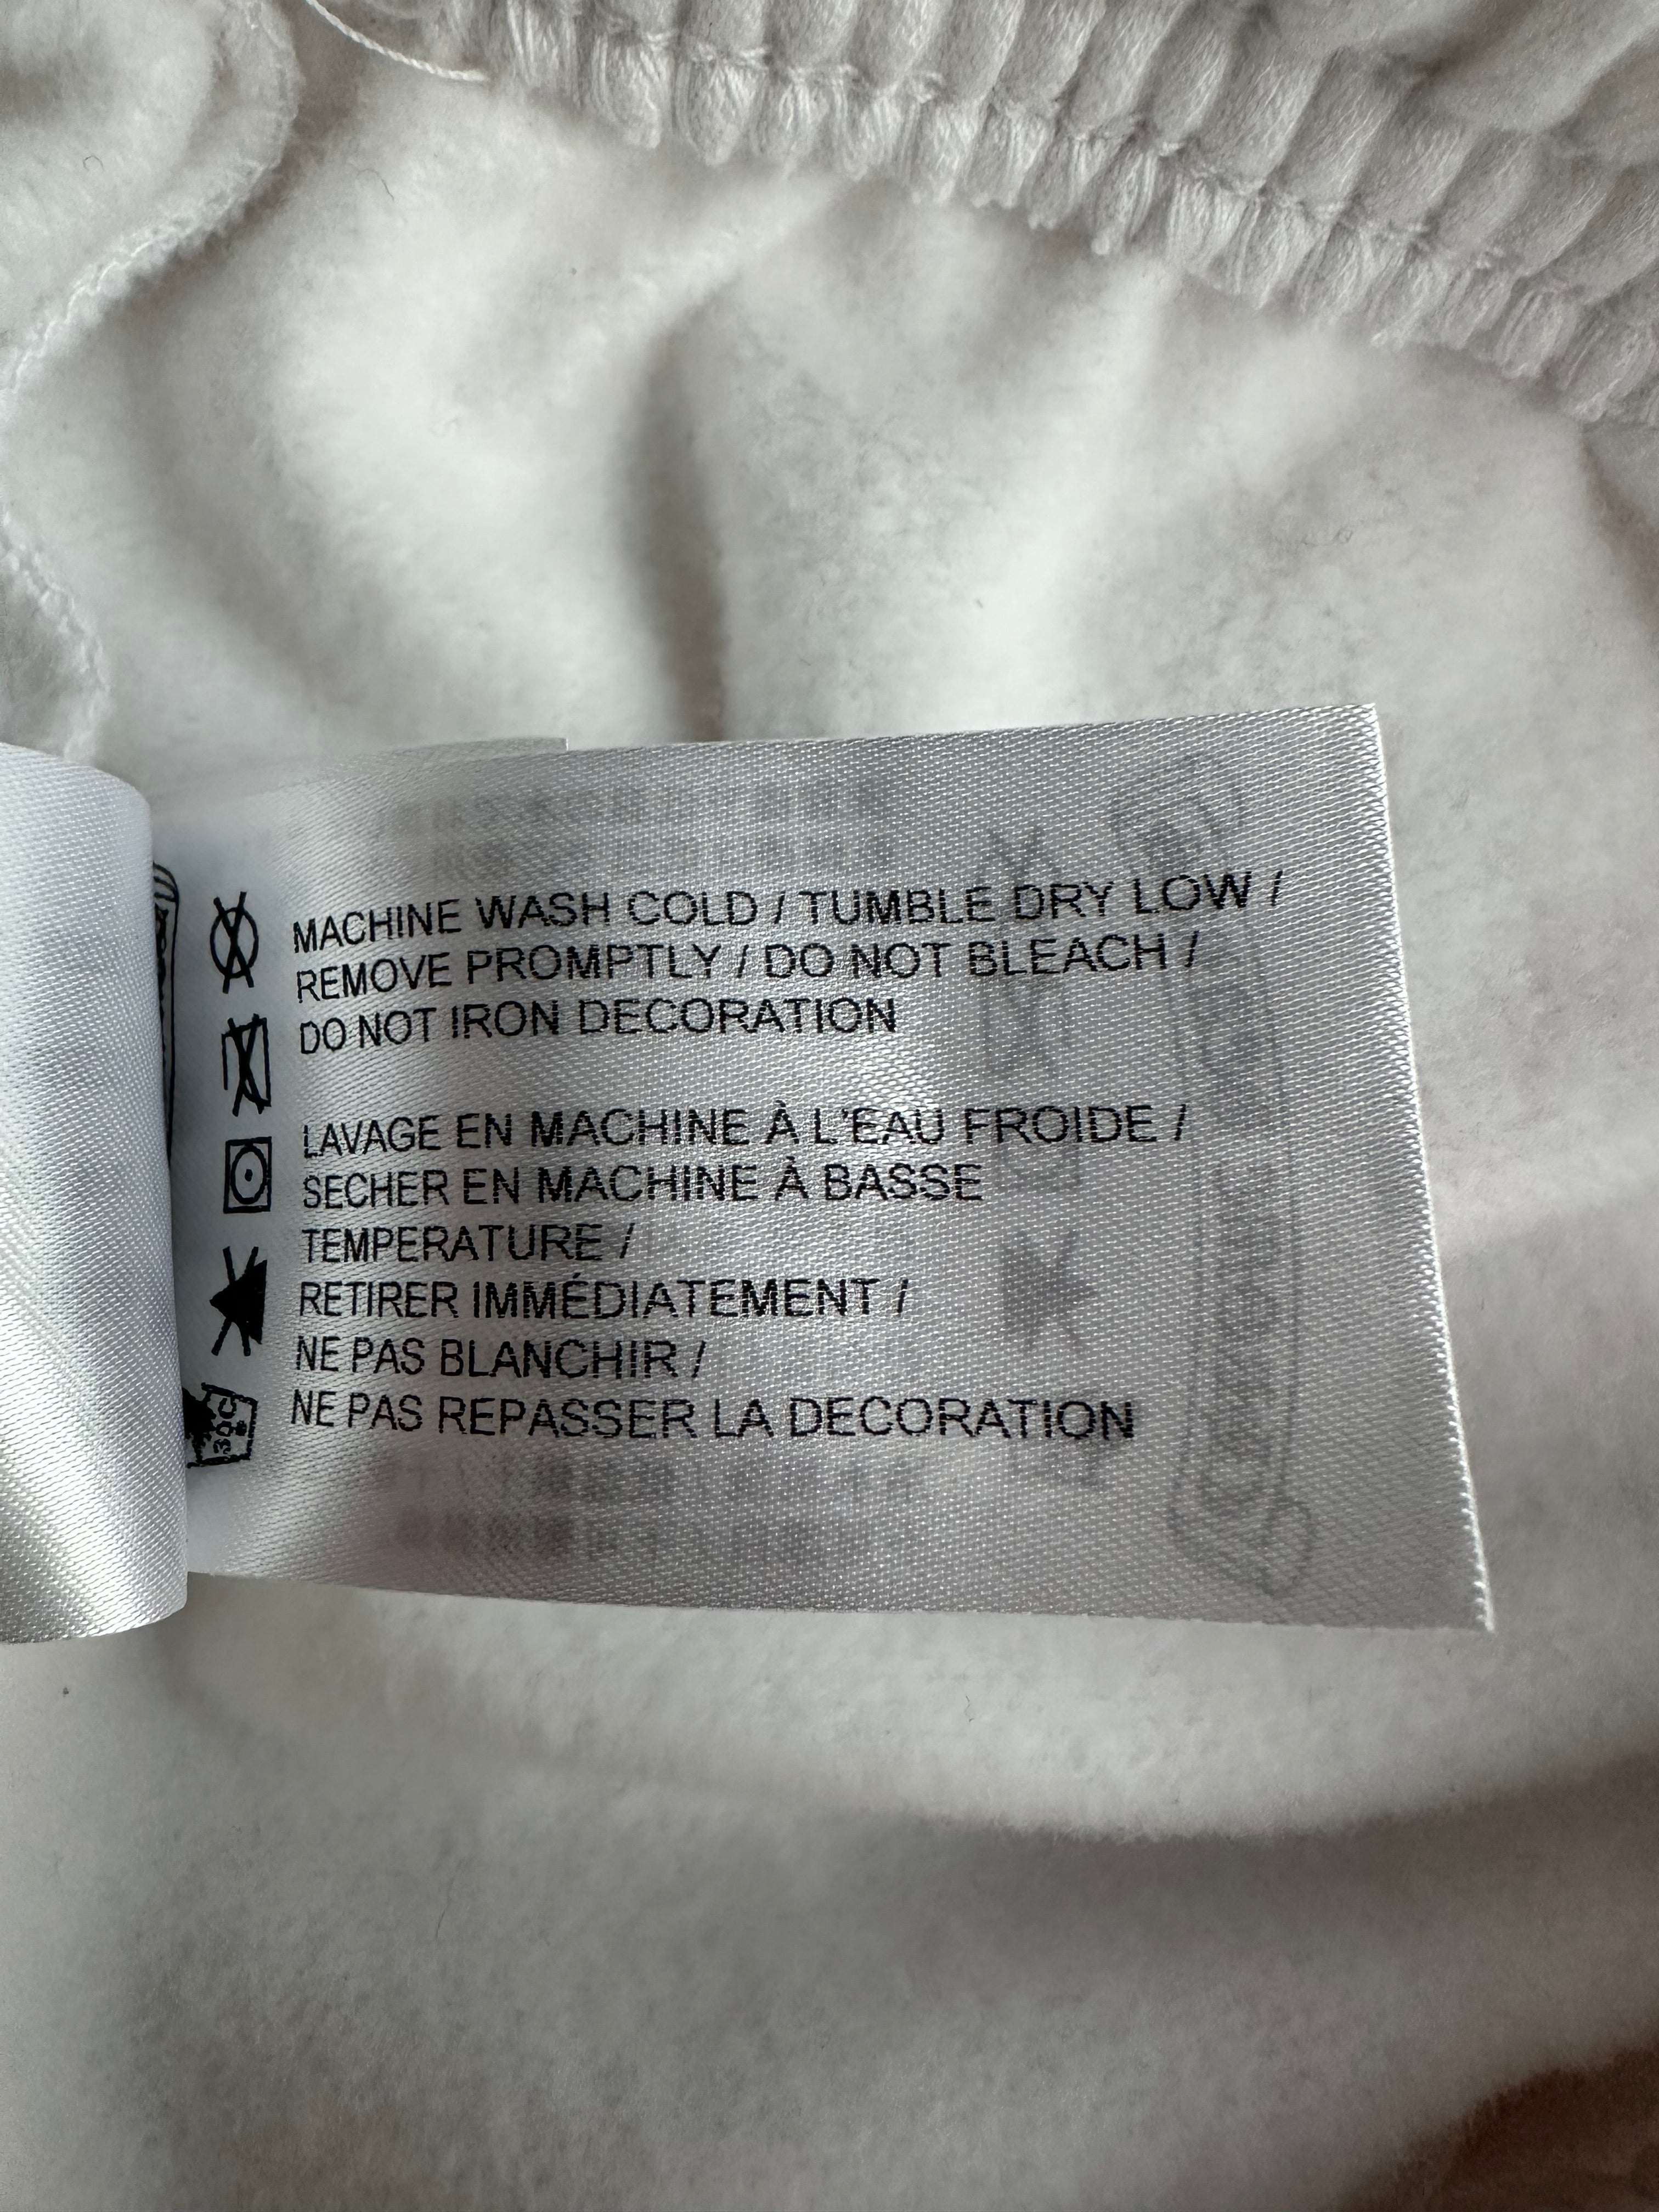 MACHINE WASH COLD / TUMBLE DRY LOW /
REMOVE PROMPTLY / DO NOT BLEACH /
DO NOT IRON DECORATION
LAVAGE EN MACHINE À L'EAU FROIDE /
SECHER EN MACHINE À BASSE
TEMPERATURE /
RETIRER IMMÉDIATEMENT /
NE PAS BLANCHIR /
NE PAS REPASSER LA DECORATION
30C